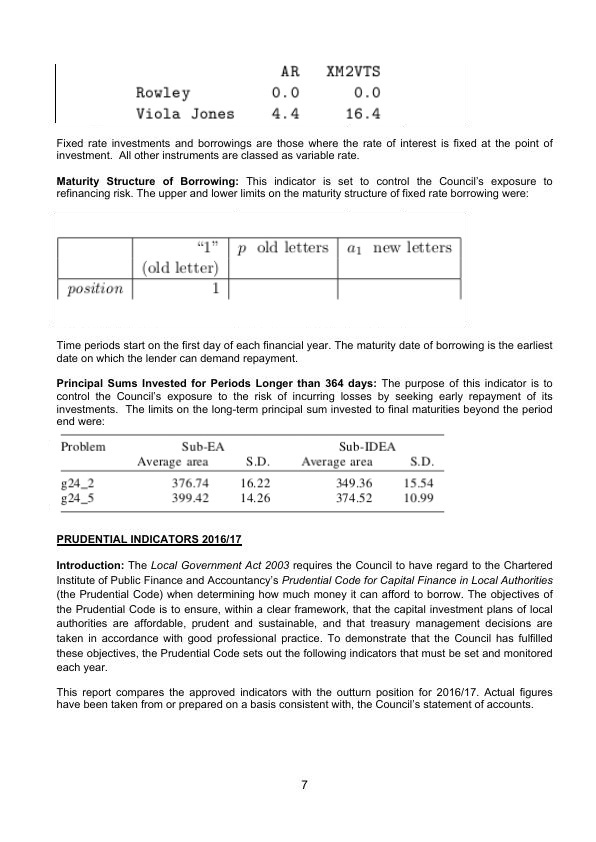 AR XM2VTS
Rowley 0.0 0.0
Viola Jones 4.4 16.4
Fixed rate investments and borrowings are those where the rate of interest is fixed at the point of
investment. All other instruments are classed as variable rate.
Maturity Structure of Borrowing: This indicator is set to control the Council's exposure to
refinancing risk. The upper and lower limits on the maturity structure of fixed rate borrowing were:
“1” p old letters a₁ new letters
(old letter)
position 1
Time periods start on the first day of each financial year. The maturity date of borrowing is the earliest
date on which the lender can demand repayment.
Principal Sums Invested for Periods Longer than 364 days: The purpose of this indicator is to
control the Council's exposure to the risk of incurring losses by seeking early repayment of its
investments. The limits on the long-term principal sum invested to final maturities beyond the period
end were:
Problem Sub-EA Sub-IDEA
Average area S.D. Average area S.D.
g24_2 376.74 16.22 349.36 15.54
g24_5 399.42 14.26 374.52 10.99
PRUDENTIAL INDICATORS 2016/17
Introduction: The Local Government Act 2003 requires the Council to have regard to the Chartered
Institute of Public Finance and Accountancy's Prudential Code for Capital Finance in Local Authorities
(the Prudential Code) when determining how much money it can afford to borrow. The objectives of
the Prudential Code is to ensure, within a clear framework, that the capital investment plans of local
authorities are affordable, prudent and sustainable, and that treasury management decisions are
taken in accordance with good professional practice. To demonstrate that the Council has fulfilled
these objectives, the Prudential Code sets out the following indicators that must be set and monitored
each year.
This report compares the approved indicators with the outturn position for 2016/17. Actual figures
have been taken from or prepared on a basis consistent with, the Council's statement of accounts.
7